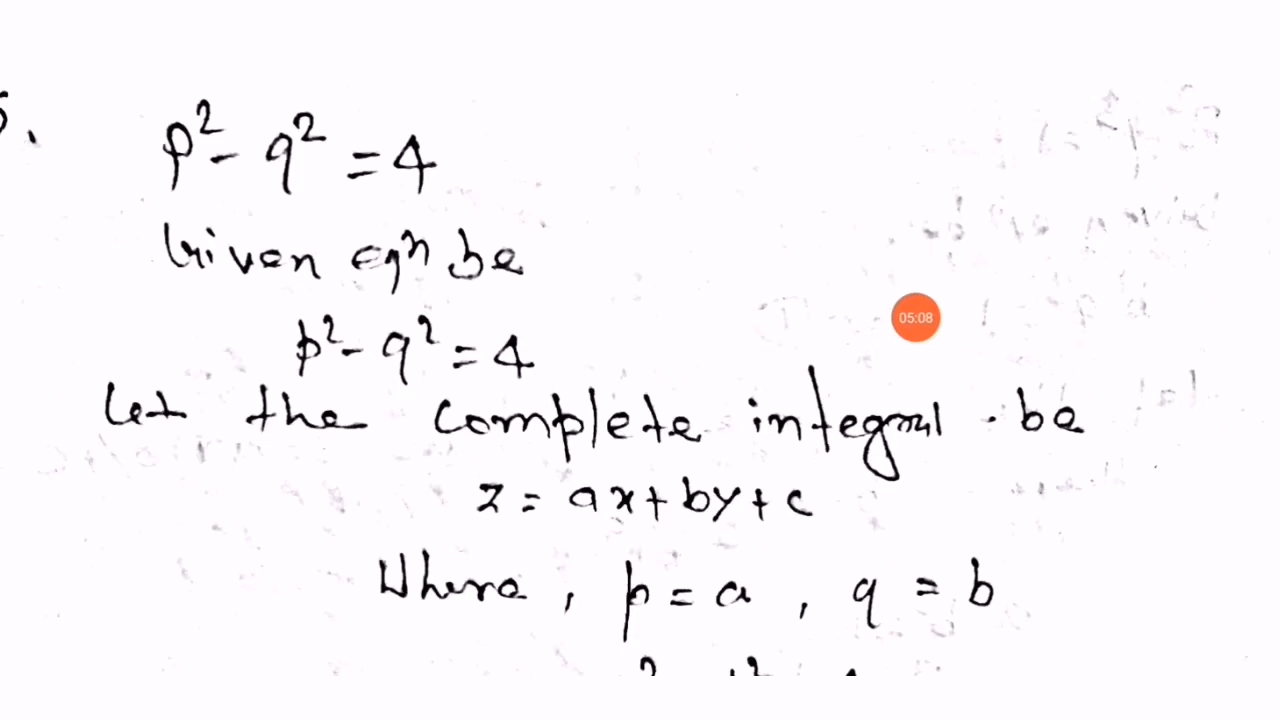 5.
p² - q² = 4
Given eqn be
p² - q² = 4
05:08
Let the complete integral be
z = ax + by + c
Where, p = a, q = b